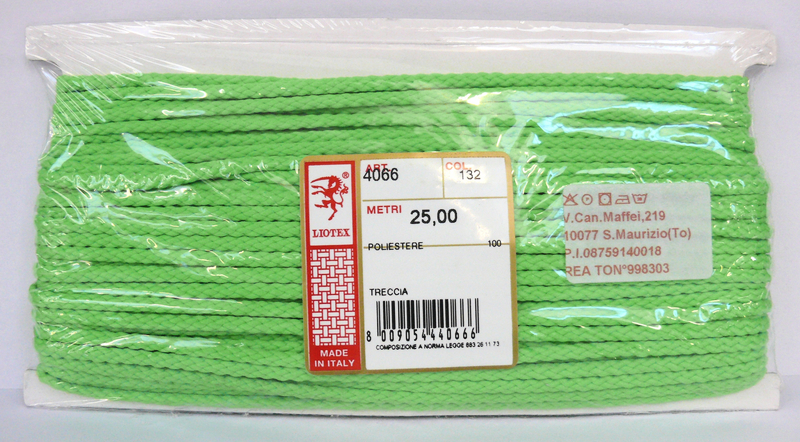 ART.
4066
COL.
132
METRI 25,00
POLIESTERE 100
TRECCIA
8 009054 440666
COMPOSIZIONE A NORMA LEGGE 883 26 11 73
®
LIOTEX
MADE
IN ITALY
V.Can.Maffei,219
10077 S.Maurizio(To)
P.I.08759140018
REA TON°998303